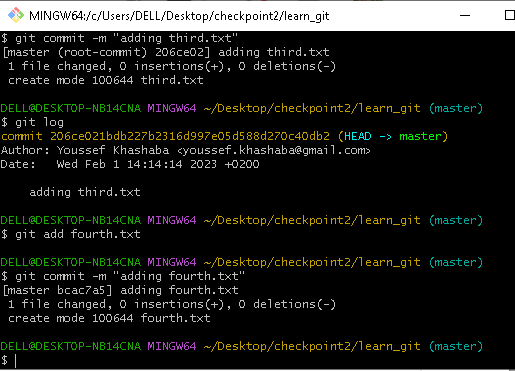 MINGW64:/c/Users/DELL/Desktop/checkpoint2/learn_git
$ git commit -m "adding third.txt"
[master (root-commit) 206ce02] adding third.txt
 1 file changed, 0 insertions(+), 0 deletions(-)
 create mode 100644 third.txt

DELL@DESKTOP-NB14CNA MINGW64 ~/Desktop/checkpoint2/learn_git (master)
$ git log
commit 206ce021bdb227b2316d997e05d588d270c40db2 (HEAD -> master)
Author: Youssef Khashaba <youssef.khashaba@gmail.com>
Date:   Wed Feb 1 14:14:14 2023 +0200

    adding third.txt

DELL@DESKTOP-NB14CNA MINGW64 ~/Desktop/checkpoint2/learn_git (master)
$ git add fourth.txt

DELL@DESKTOP-NB14CNA MINGW64 ~/Desktop/checkpoint2/learn_git (master)
$ git commit -m "adding fourth.txt"
[master bcac7a5] adding fourth.txt
 1 file changed, 0 insertions(+), 0 deletions(-)
 create mode 100644 fourth.txt

DELL@DESKTOP-NB14CNA MINGW64 ~/Desktop/checkpoint2/learn_git (master)
$